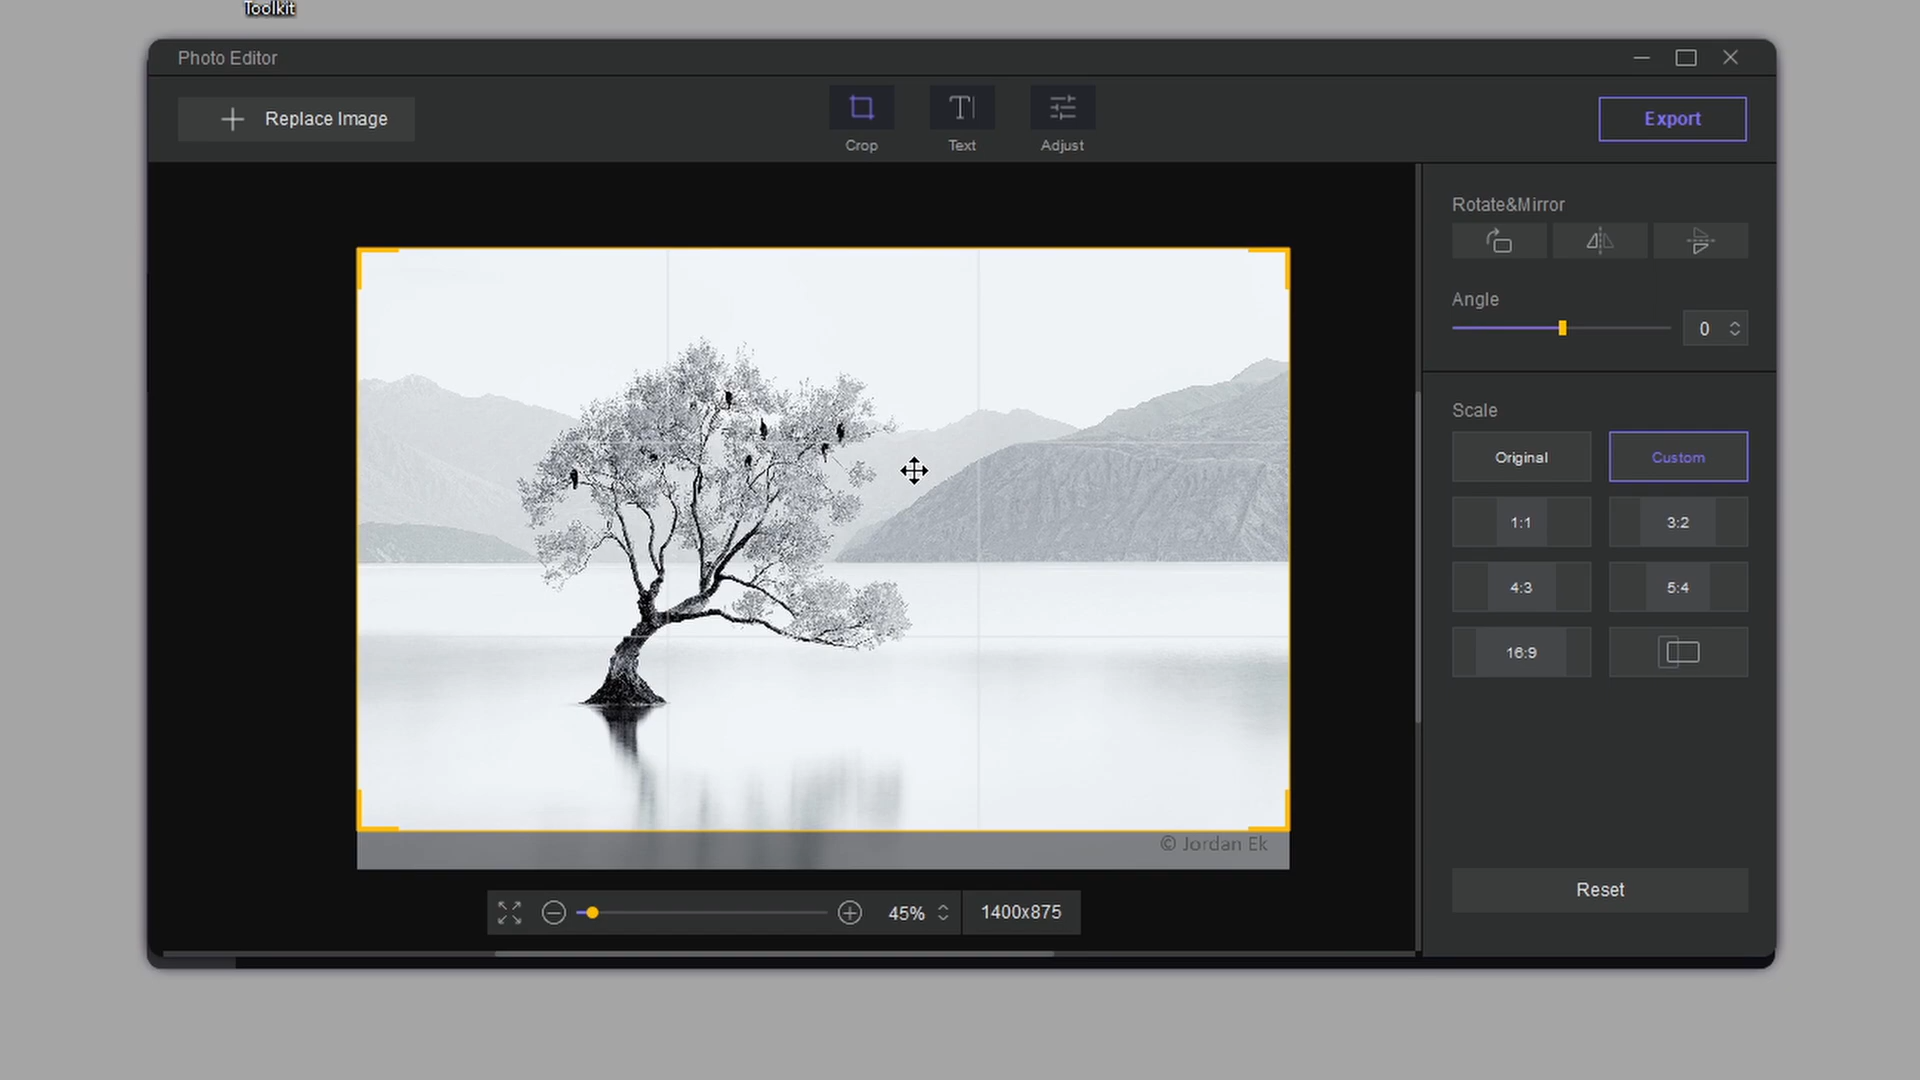 Toolkit
Photo Editor
Replace Image
Crop
Text
Adjust
Export
Rotate&Mirror
Angle
0
Scale
Original
Custom
1:1
3:2
4:3
5:4
16:9
© Jordan Ek
Reset
45%
1400x875